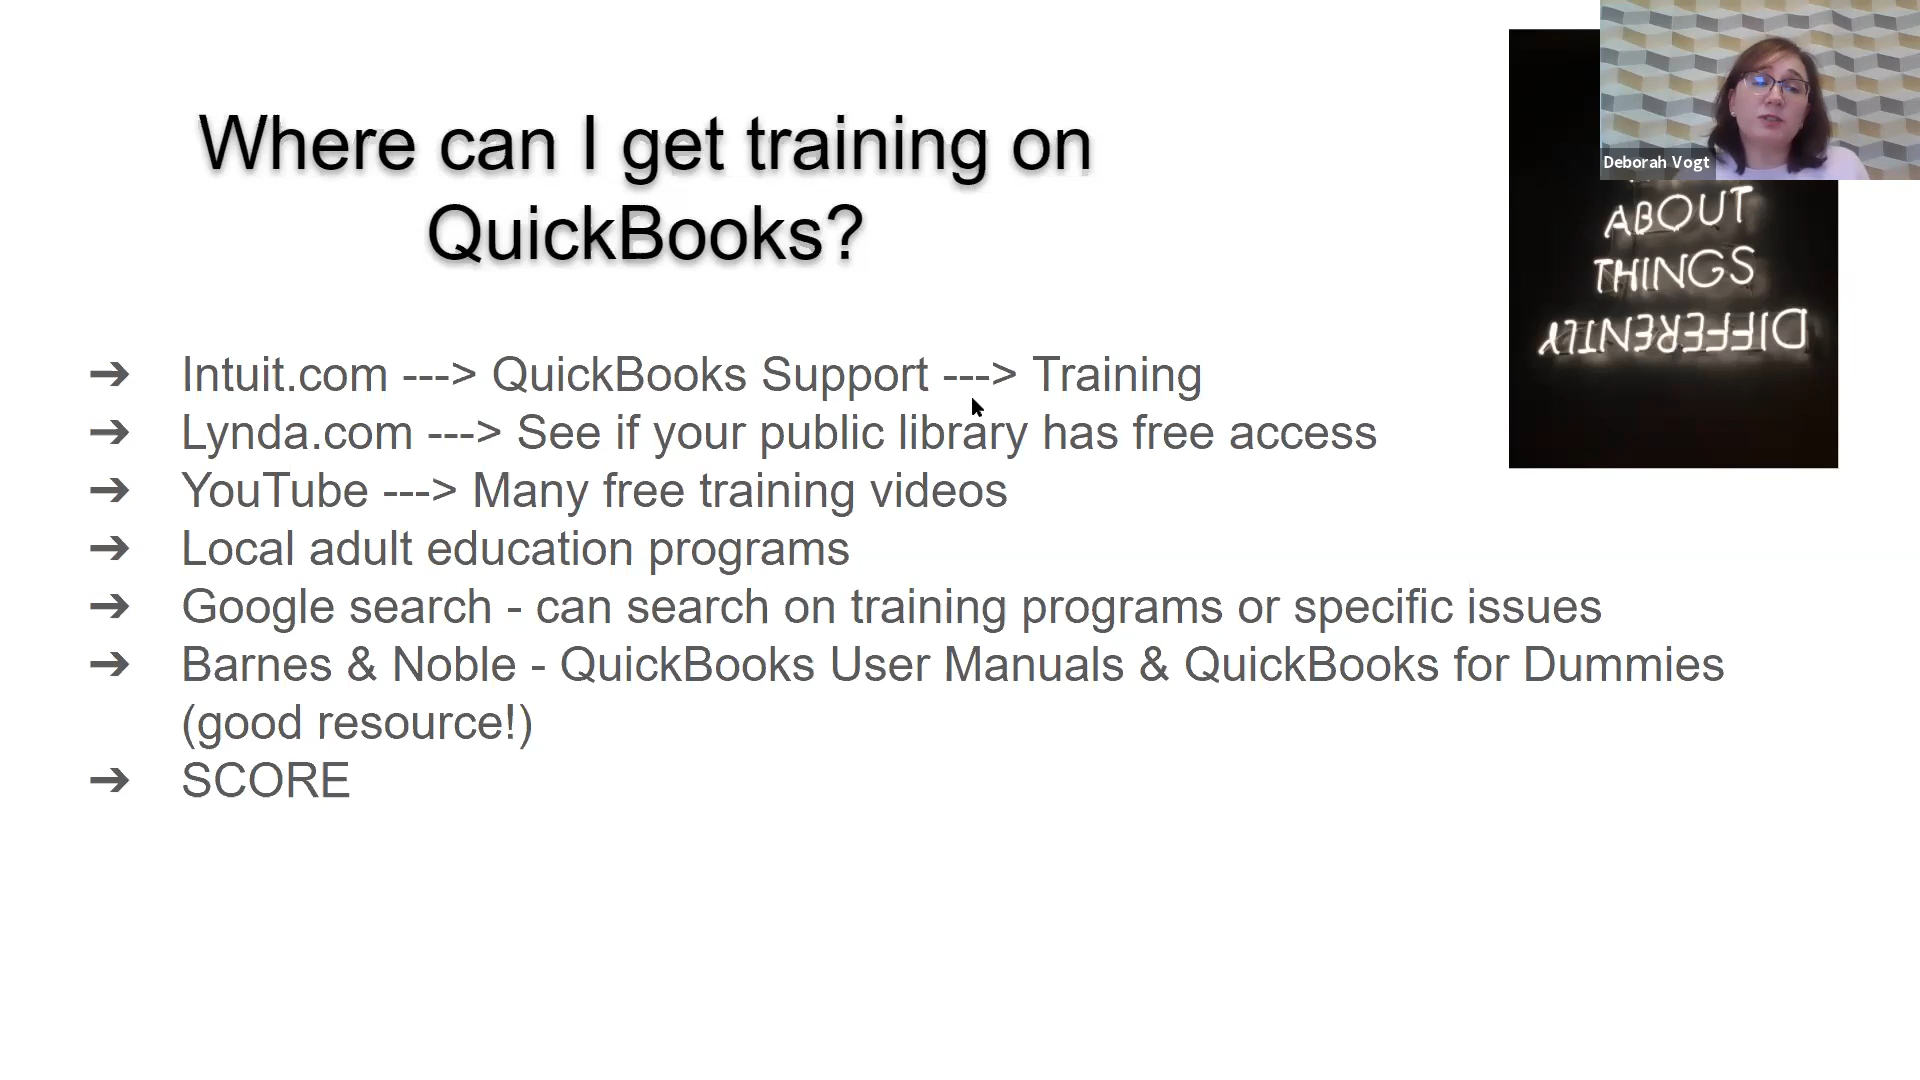 Where can I get training on
QuickBooks?
➔ Intuit.com ---> QuickBooks Support ---> Training
➔ Lynda.com ---> See if your public library has free access
➔ YouTube ---> Many free training videos
➔ Local adult education programs
➔ Google search - can search on training programs or specific issues
➔ Barnes & Noble - QuickBooks User Manuals & QuickBooks for Dummies
(good resource!)
➔ SCORE
Deborah Vogt
ABOUT
THINGS
DIFFERENTLY